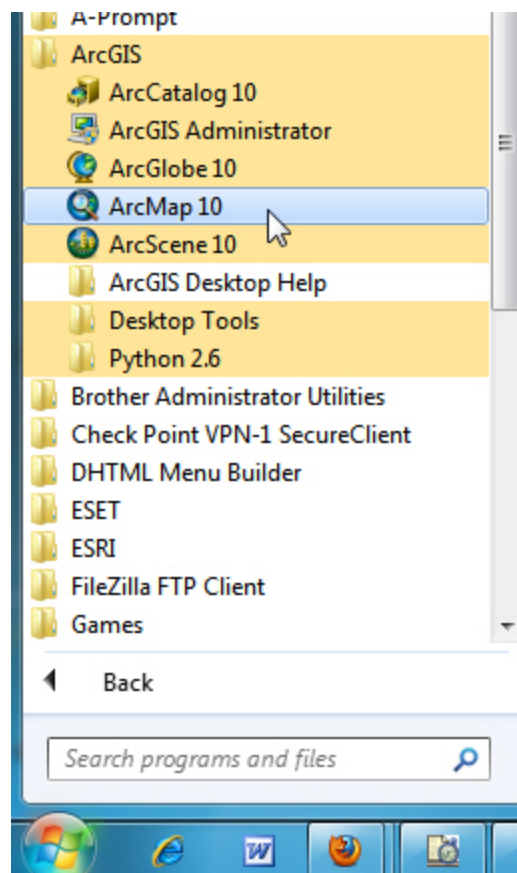 A-Prompt
ArcGIS
ArcCatalog 10
ArcGIS Administrator
ArcGlobe 10
ArcMap 10
ArcScene 10
ArcGIS Desktop Help
Desktop Tools
Python 2.6
Brother Administrator Utilities
Check Point VPN-1 SecureClient
DHTML Menu Builder
ESET
ESRI
FileZilla FTP Client
Games
Back
Search programs and files